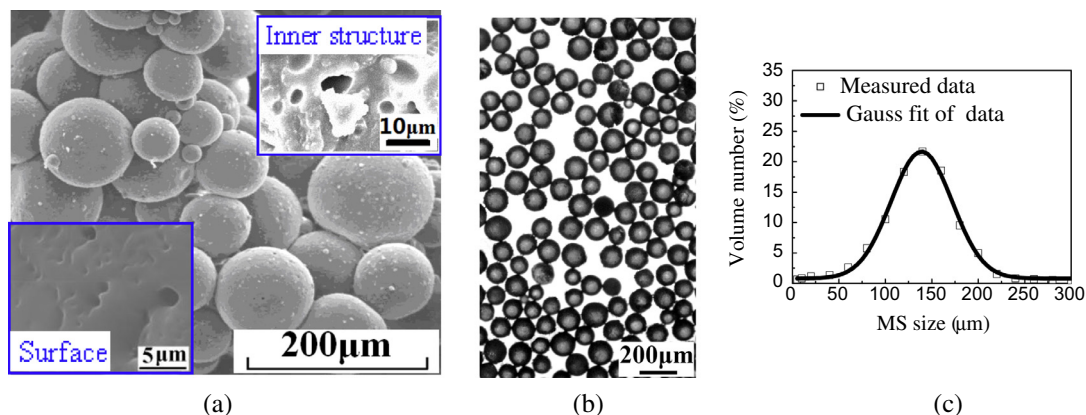 Inner structure
10μm
Surface
5μm
200μm
(a)
200μm
(b)
Volume number (%)
35
30
25
20
15
10
5
0
Measured data
Gauss fit of data
0 50 100 150 200 250 300
MS size (μm)
(c)